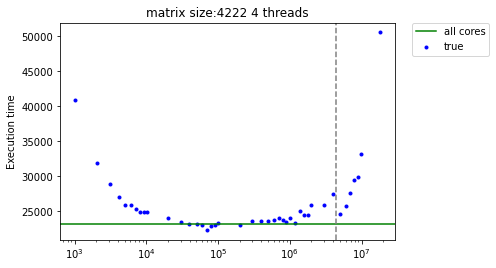 matrix size:4222 4 threads
50000
45000
40000
35000
30000
25000
Execution time
10³
10⁴
10⁵
10⁶
10⁷
all cores
true